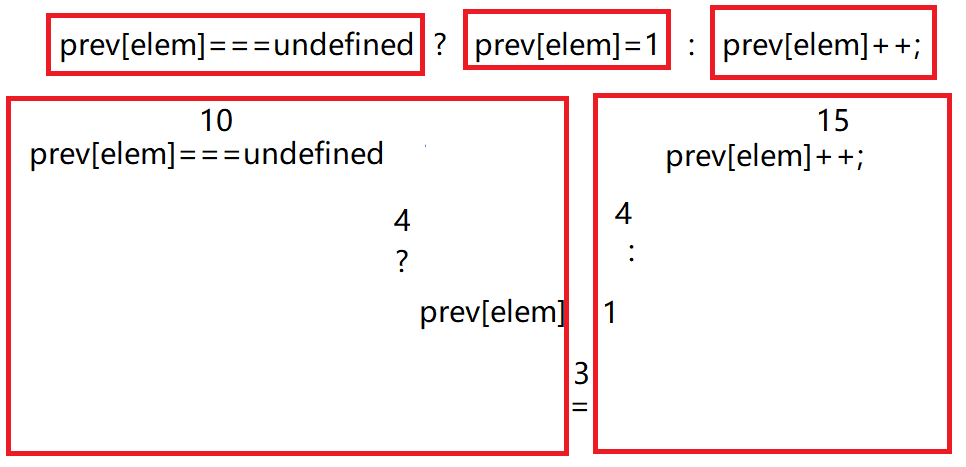 prev[elem]===undefined ? prev[elem]=1 : prev[elem]++;
10 15
prev[elem]===undefined prev[elem]++;
4 4
? :
prev[elem] 1
3
=